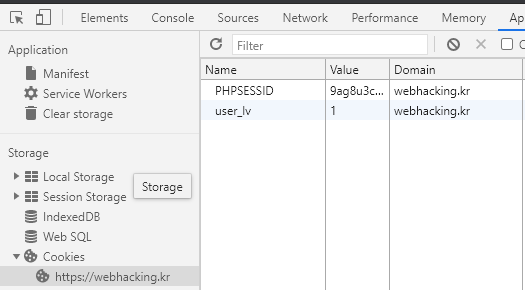 Elements Console Sources Network Performance Memory Ap
Application
Manifest
Service Workers
Clear storage
Storage
Local Storage
Session Storage
Storage
IndexedDB
Web SQL
Cookies
https://webhacking.kr
Filter
Name Value Domain
PHPSESSID 9ag8u3c... webhacking.kr
user_lv 1 webhacking.kr